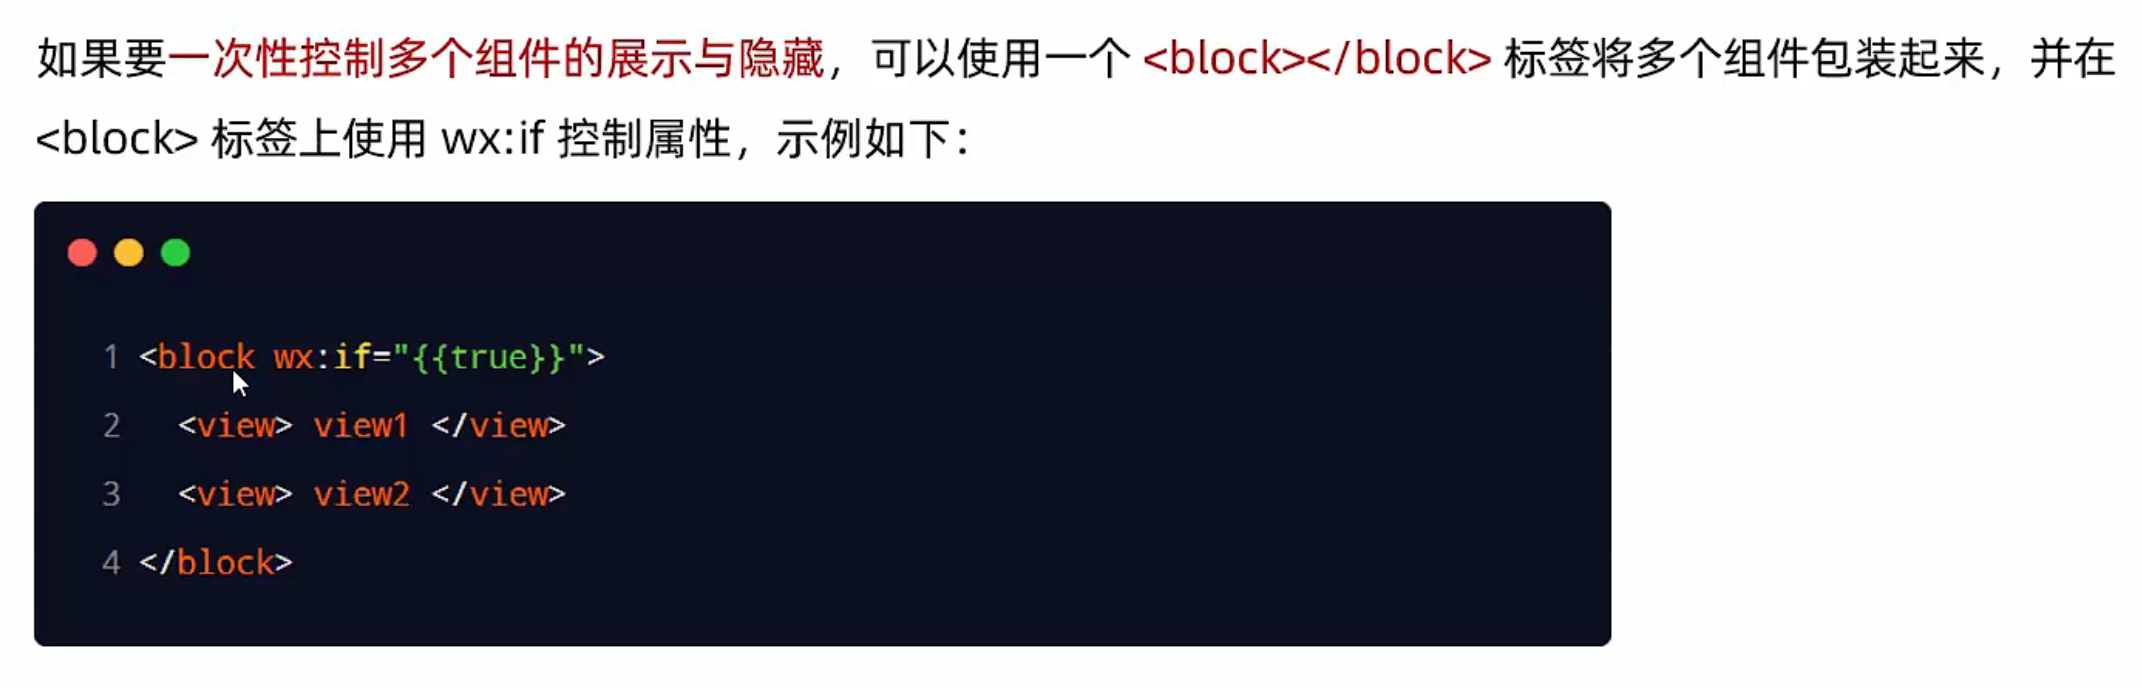 如果要一次性控制多个组件的展示与隐藏，可以使用一个 <block></block> 标签将多个组件包装起来，并在
<block> 标签上使用 wx:if 控制属性，示例如下：
1 <block wx:if="{{true}}">
2   <view> view1 </view>
3   <view> view2 </view>
4 </block>